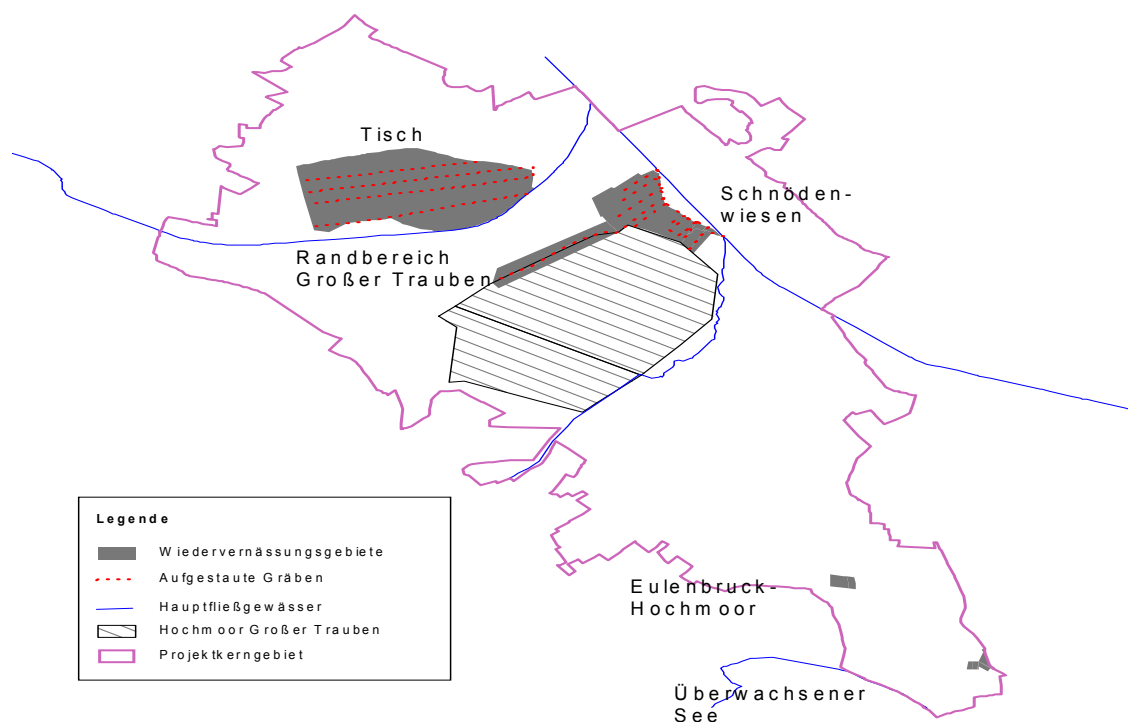 Tisch
Schnöden-
wiesen
Randbereich
Großer Trauben
Legende
Wiedervernässungsgebiete
Aufgestaute Gräben
Hauptfließgewässer
Hochmoor Großer Trauben
Projektkerngebiet
Eulenbruck-
Hochmoor
Überwachsener
See